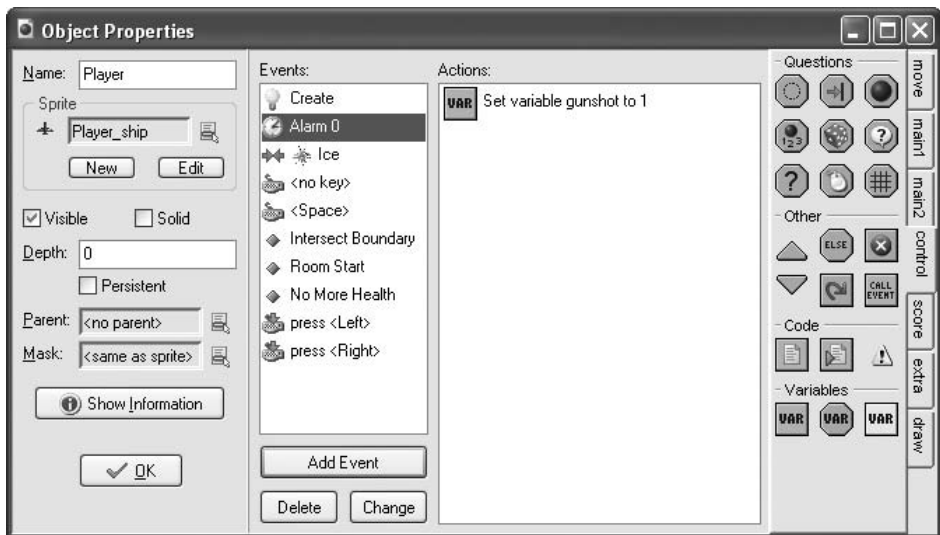 Object Properties
Name: Player
Sprite
Player_ship
New Edit
Visible Solid
Depth: 0
Persistent
Parent: <no parent>
Mask: <same as sprite>
Show Information
OK
Events:
Create
Alarm 0
Ice
<no key>
<Space>
Intersect Boundary
Room Start
No More Health
press <Left>
press <Right>
Add Event
Delete Change
Actions:
VAR Set variable gunshot to 1
Questions
1 2 3
?
?
Other
ELSE
CALL
EVENT
Code
Variables
VAR VAR VAR
move
main1
main2
control
score
extra
draw